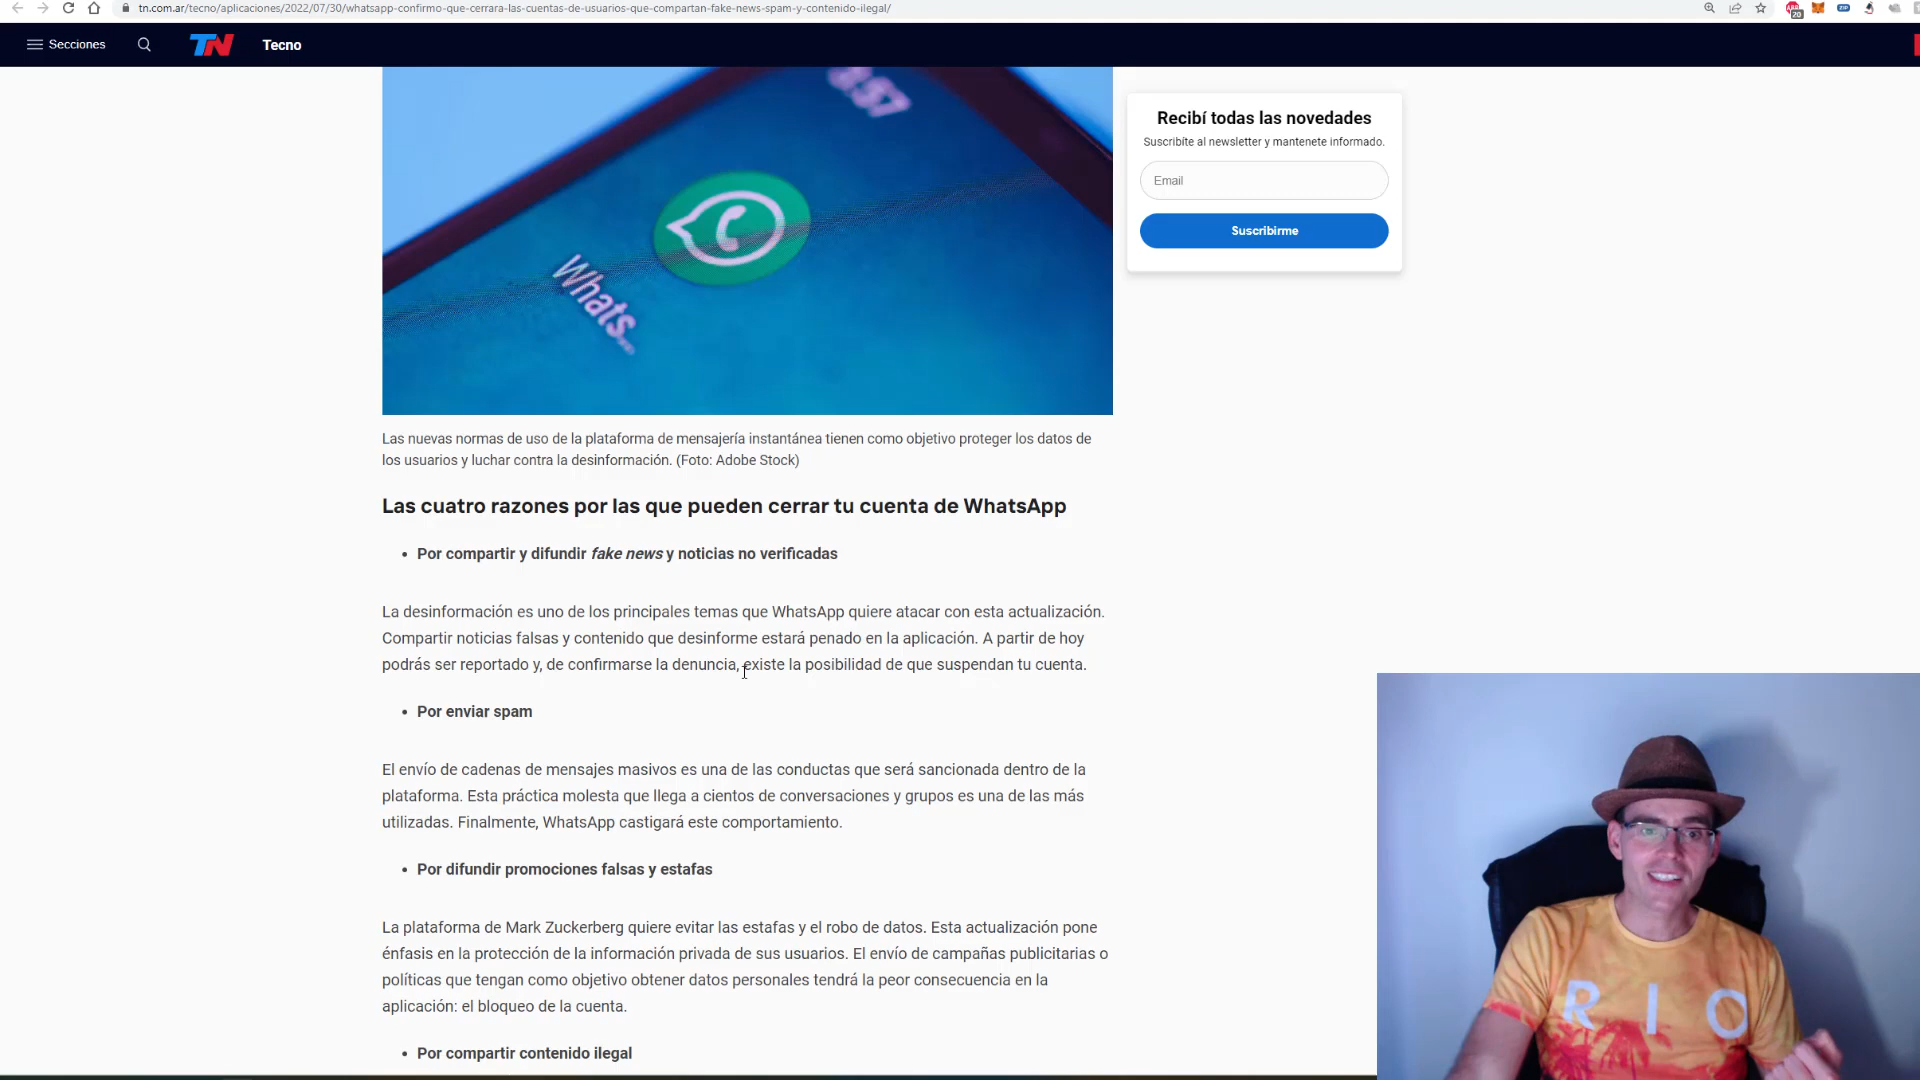 tn.com.ar/tecno/aplicaciones/2022/07/30/whatsapp-confirmo-que-cerrara-las-cuentas-de-usuarios-que-compartan-fake-news-spam-y-contenido-ilegal/
20
ZIP
Secciones
TN
Tecno
3:57
Whats...
Recibí todas las novedades
Suscribíte al newsletter y mantenete informado.
Email
Suscribirme
Las nuevas normas de uso de la plataforma de mensajería instantánea tienen como objetivo proteger los datos de
los usuarios y luchar contra la desinformación. (Foto: Adobe Stock)
Las cuatro razones por las que pueden cerrar tu cuenta de WhatsApp
• Por compartir y difundir fake news y noticias no verificadas
La desinformación es uno de los principales temas que WhatsApp quiere atacar con esta actualización.
Compartir noticias falsas y contenido que desinforme estará penado en la aplicación. A partir de hoy
podrás ser reportado y, de confirmarse la denuncia, existe la posibilidad de que suspendan tu cuenta.
• Por enviar spam
El envío de cadenas de mensajes masivos es una de las conductas que será sancionada dentro de la
plataforma. Esta práctica molesta que llega a cientos de conversaciones y grupos es una de las más
utilizadas. Finalmente, WhatsApp castigará este comportamiento.
• Por difundir promociones falsas y estafas
La plataforma de Mark Zuckerberg quiere evitar las estafas y el robo de datos. Esta actualización pone
énfasis en la protección de la información privada de sus usuarios. El envío de campañas publicitarias o
políticas que tengan como objetivo obtener datos personales tendrá la peor consecuencia en la
aplicación: el bloqueo de la cuenta.
• Por compartir contenido ilegal
RIO